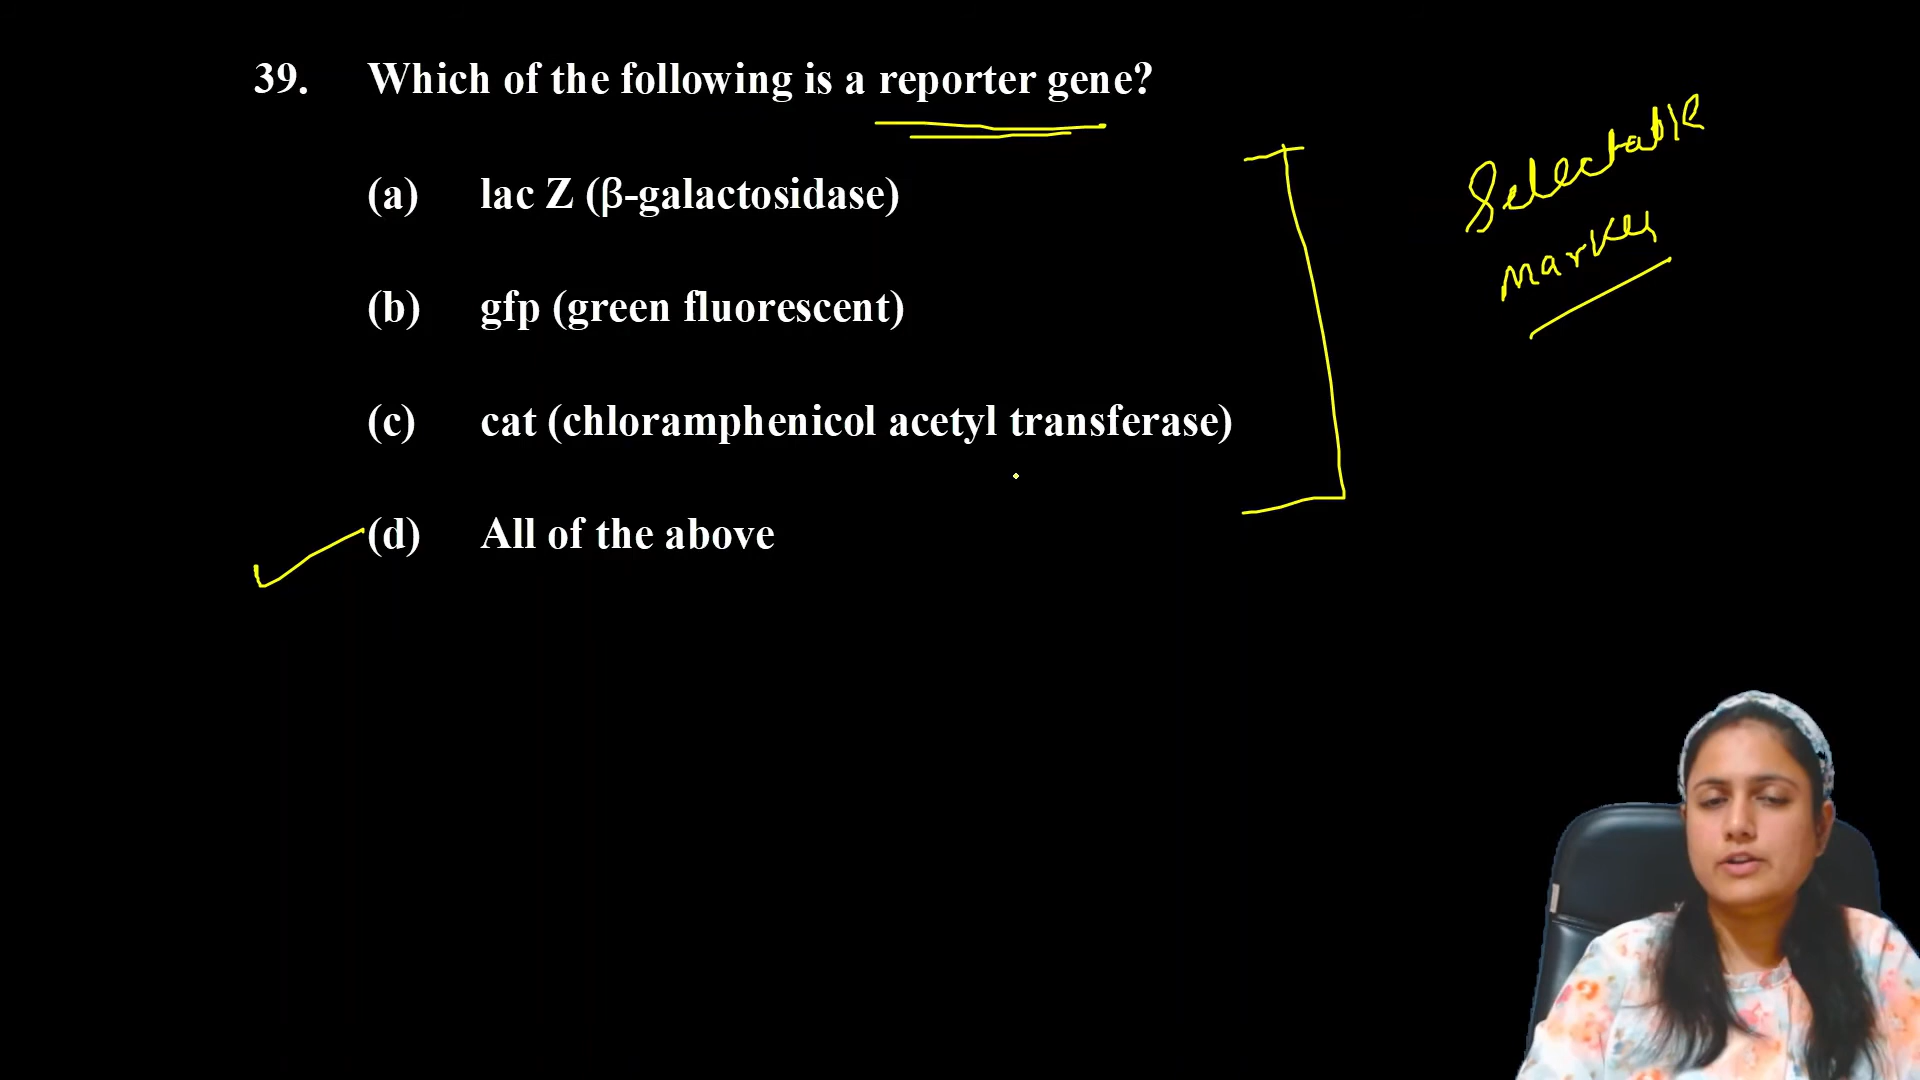 39. Which of the following is a reporter gene?
(a) lac Z (β-galactosidase)
(b) gfp (green fluorescent)
(c) cat (chloramphenicol acetyl transferase)
(d) All of the above
Selectable
marker